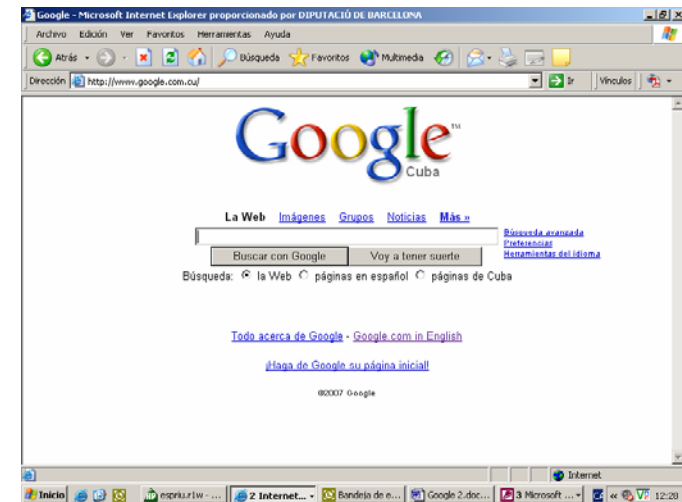 Google - Microsoft Internet Explorer proporcionado por DIPUTACIÓ DE BARCELONA
Archivo Edición Ver Favoritos Herramientas Ayuda
Atrás Búsqueda Favoritos Multimedia
Dirección http://www.google.com.cu/ Ir Vínculos
Google™
Cuba
La Web Imágenes Grupos Noticias Más »
Búsqueda avanzada
Preferencias
Herramientas del idioma
Buscar con Google Voy a tener suerte
Búsqueda: la Web páginas en español páginas de Cuba
Todo acerca de Google - Google.com in English
¡Haga de Google su página inicial!
©2007 Google
Internet
Inicio espriu.r1w - ... 2 Internet... Bandeja de e... Google 2.doc... 3 Microsoft ... « 12:28